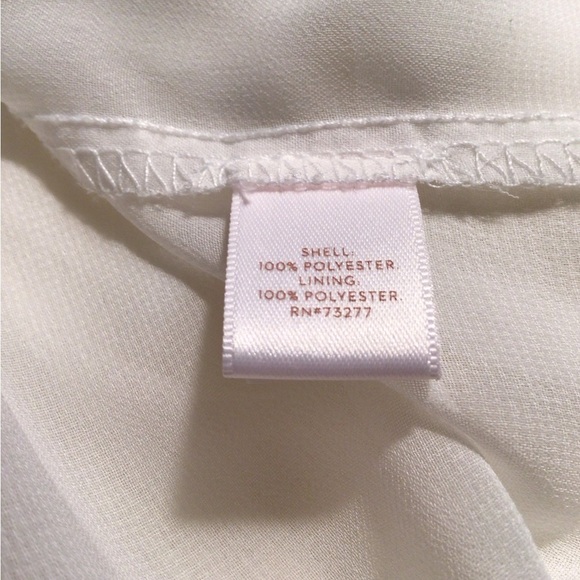 SHELL:
100% POLYESTER.
LINING:
100% POLYESTER.
RN#73277